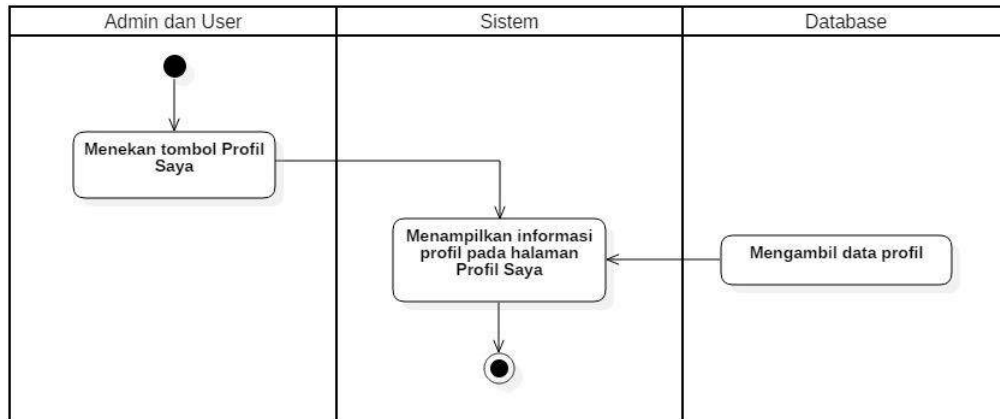 Admin dan User
Sistem
Database
Menekan tombol Profil
Saya
Menampilkan informasi
profil pada halaman
Profil Saya
Mengambil data profil